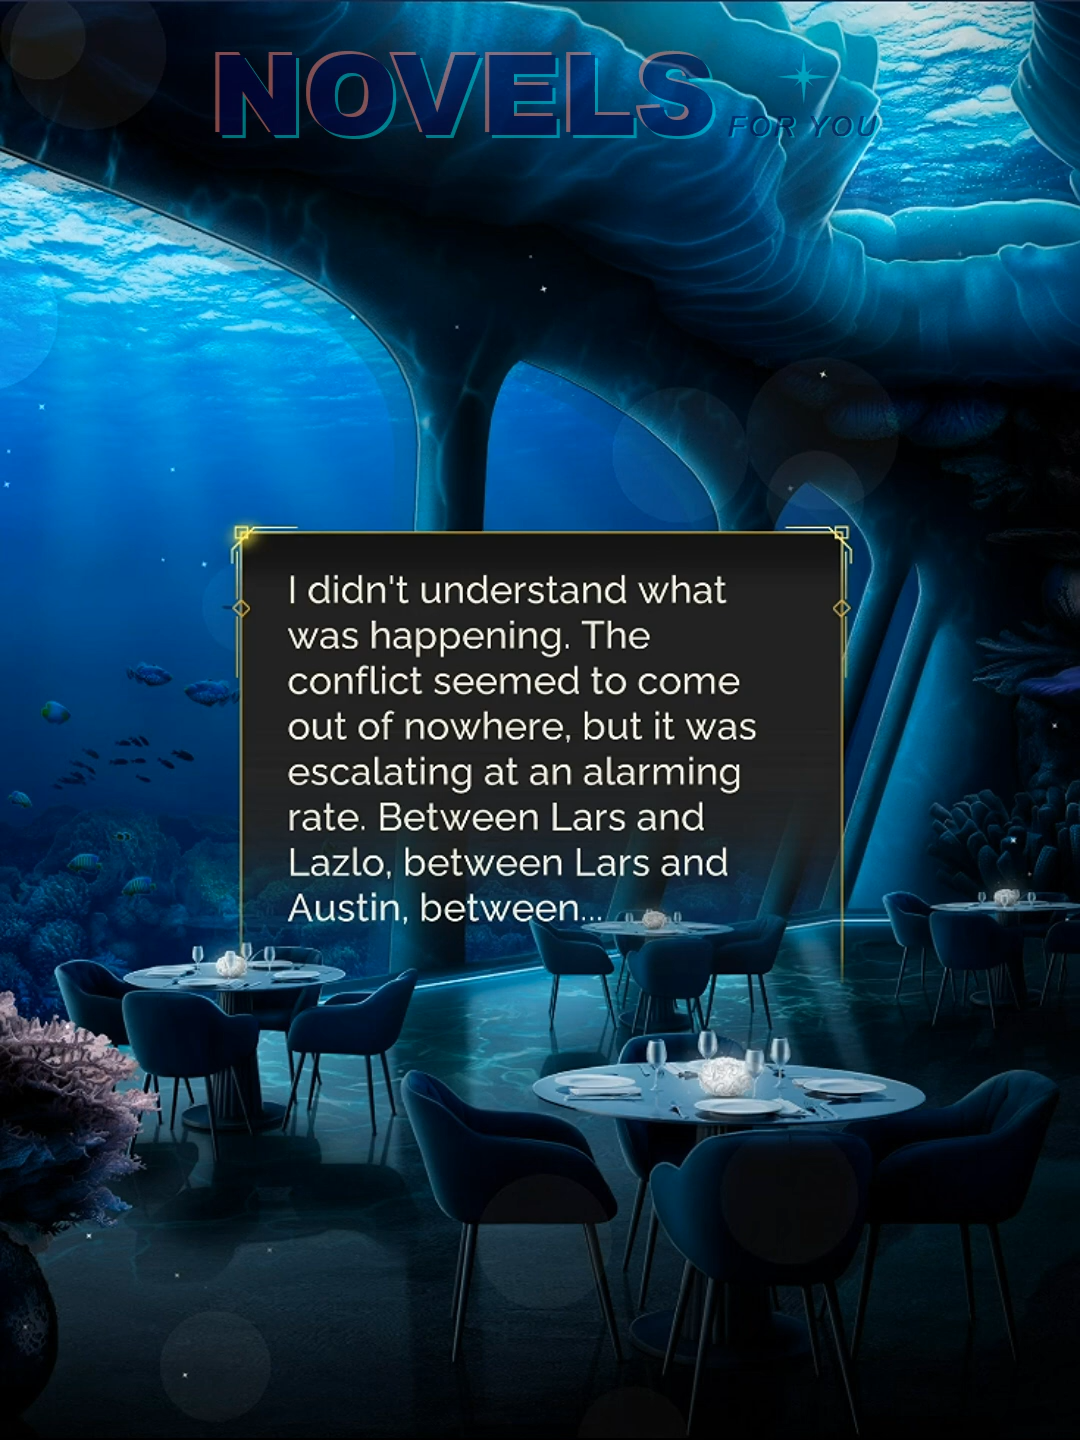 NOVELS
FOR YOU
I didn't understand what
was happening. The
conflict seemed to come
out of nowhere, but it was
escalating at an alarming
rate. Between Lars and
Lazlo, between Lars and
Austin, between...